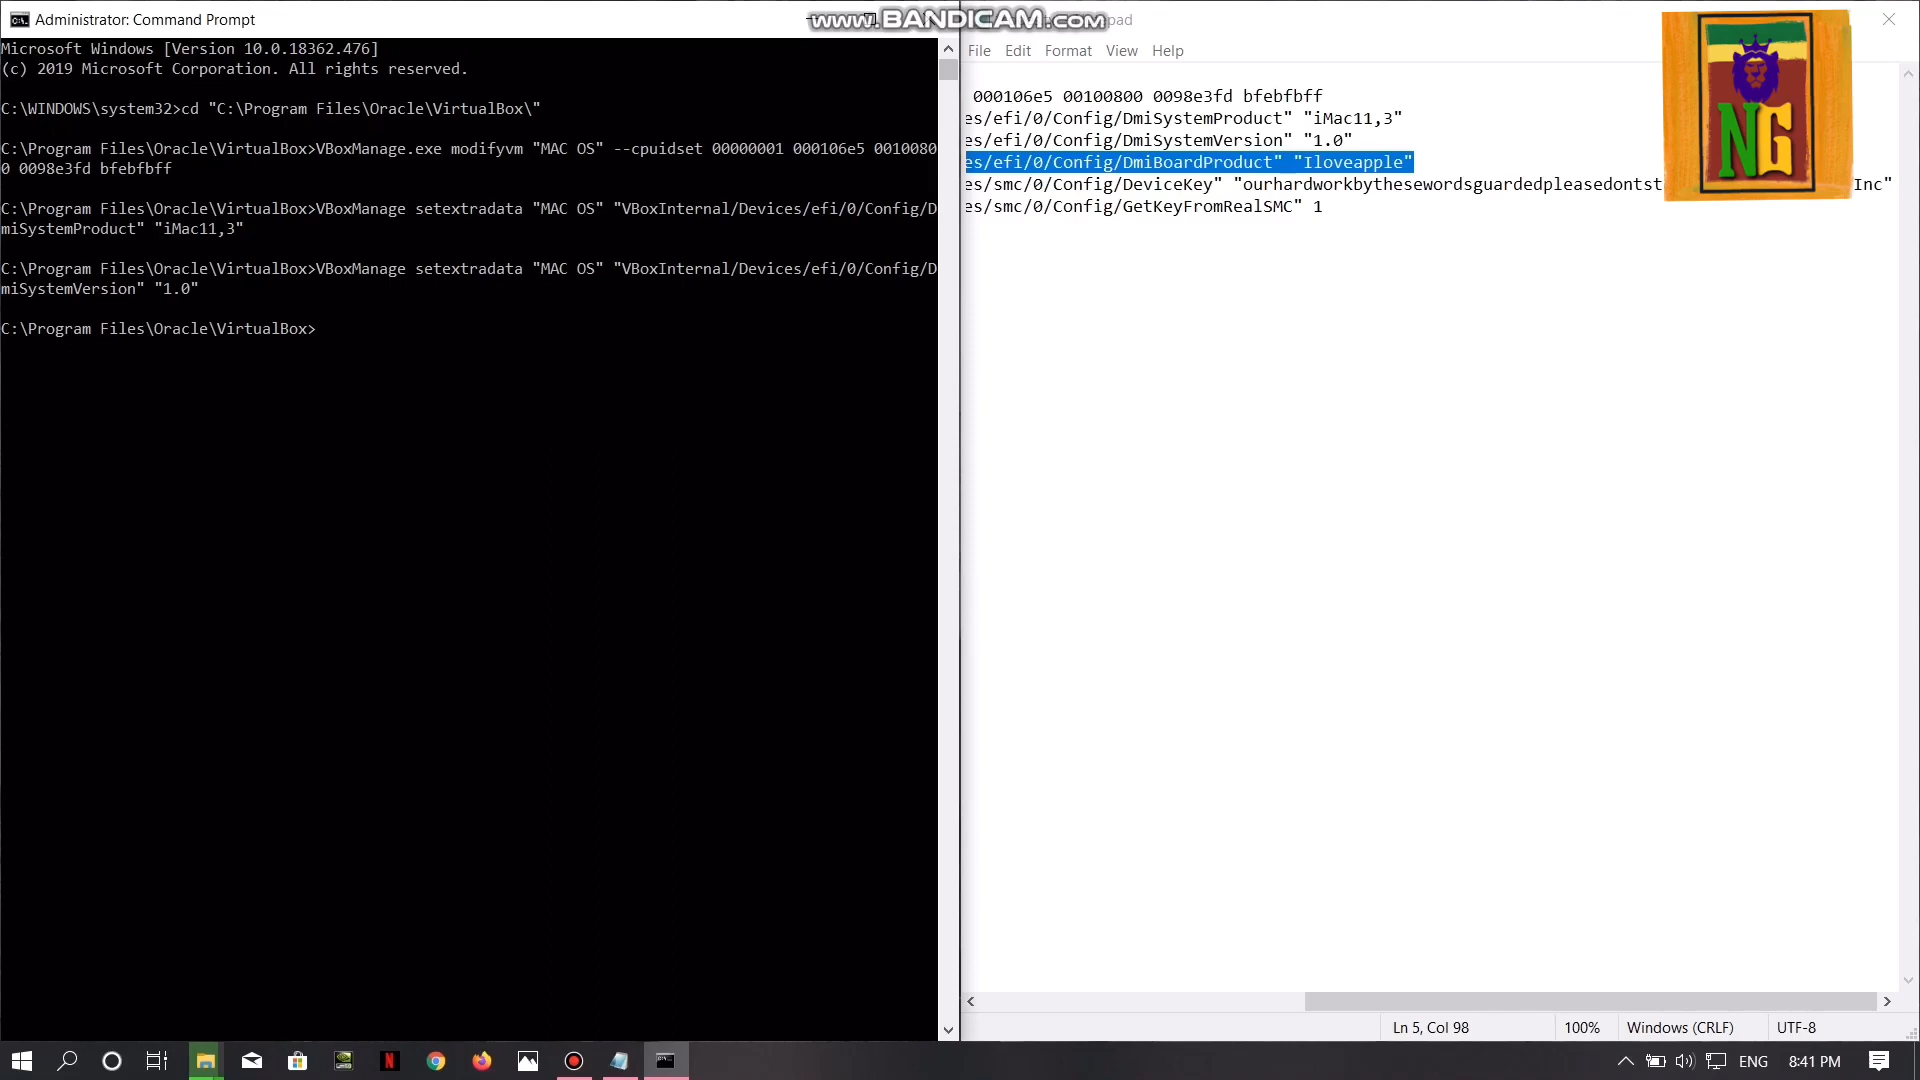 Administrator: Command Prompt
www.BANDICAM.com
pad
Microsoft Windows [Version 10.0.18362.476]
(c) 2019 Microsoft Corporation. All rights reserved.
C:\WINDOWS\system32>cd "C:\Program Files\Oracle\VirtualBox\"
C:\Program Files\Oracle\VirtualBox>VBoxManage.exe modifyvm "MAC OS" --cpuidset 00000001 000106e5 0010080
0 0098e3fd bfebfbff
C:\Program Files\Oracle\VirtualBox>VBoxManage setextradata "MAC OS" "VBoxInternal/Devices/efi/0/Config/D
miSystemProduct" "iMac11,3"
C:\Program Files\Oracle\VirtualBox>VBoxManage setextradata "MAC OS" "VBoxInternal/Devices/efi/0/Config/D
miSystemVersion" "1.0"
C:\Program Files\Oracle\VirtualBox>
File Edit Format View Help
000106e5 00100800 0098e3fd bfebfbff
es/efi/0/Config/DmiSystemProduct" "iMac11,3"
es/efi/0/Config/DmiSystemVersion" "1.0"
es/efi/0/Config/DmiBoardProduct" "Iloveapple"
es/smc/0/Config/DeviceKey" "ourhardworkbythesewordsguardedpleasedontst Inc"
es/smc/0/Config/GetKeyFromRealSMC" 1
NG
Ln 5, Col 98
100%
Windows (CRLF)
UTF-8
N
ENG
8:41 PM